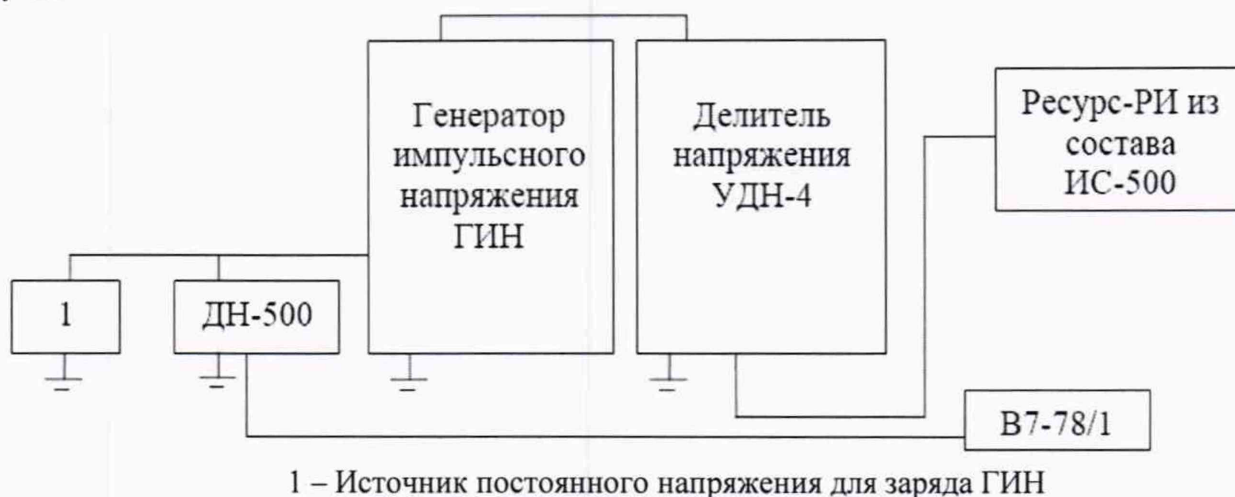 Генератор
импульсного
напряжения
ГИН
Делитель
напряжения
УДН-4
Ресурс-РИ из
состава
ИС-500
1
ДН-500
В7-78/1
1 – Источник постоянного напряжения для заряда ГИН